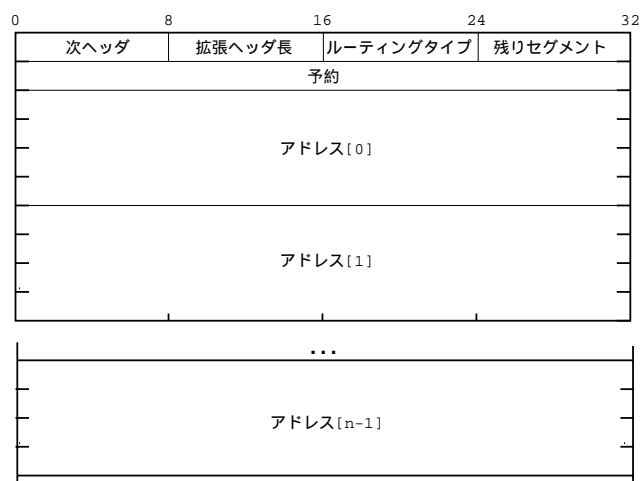 0 8 16 24 32
次ヘッダ 拡張ヘッダ長 ルーティングタイプ 残りセグメント
予約
アドレス[0]
アドレス[1]
...
アドレス[n-1]